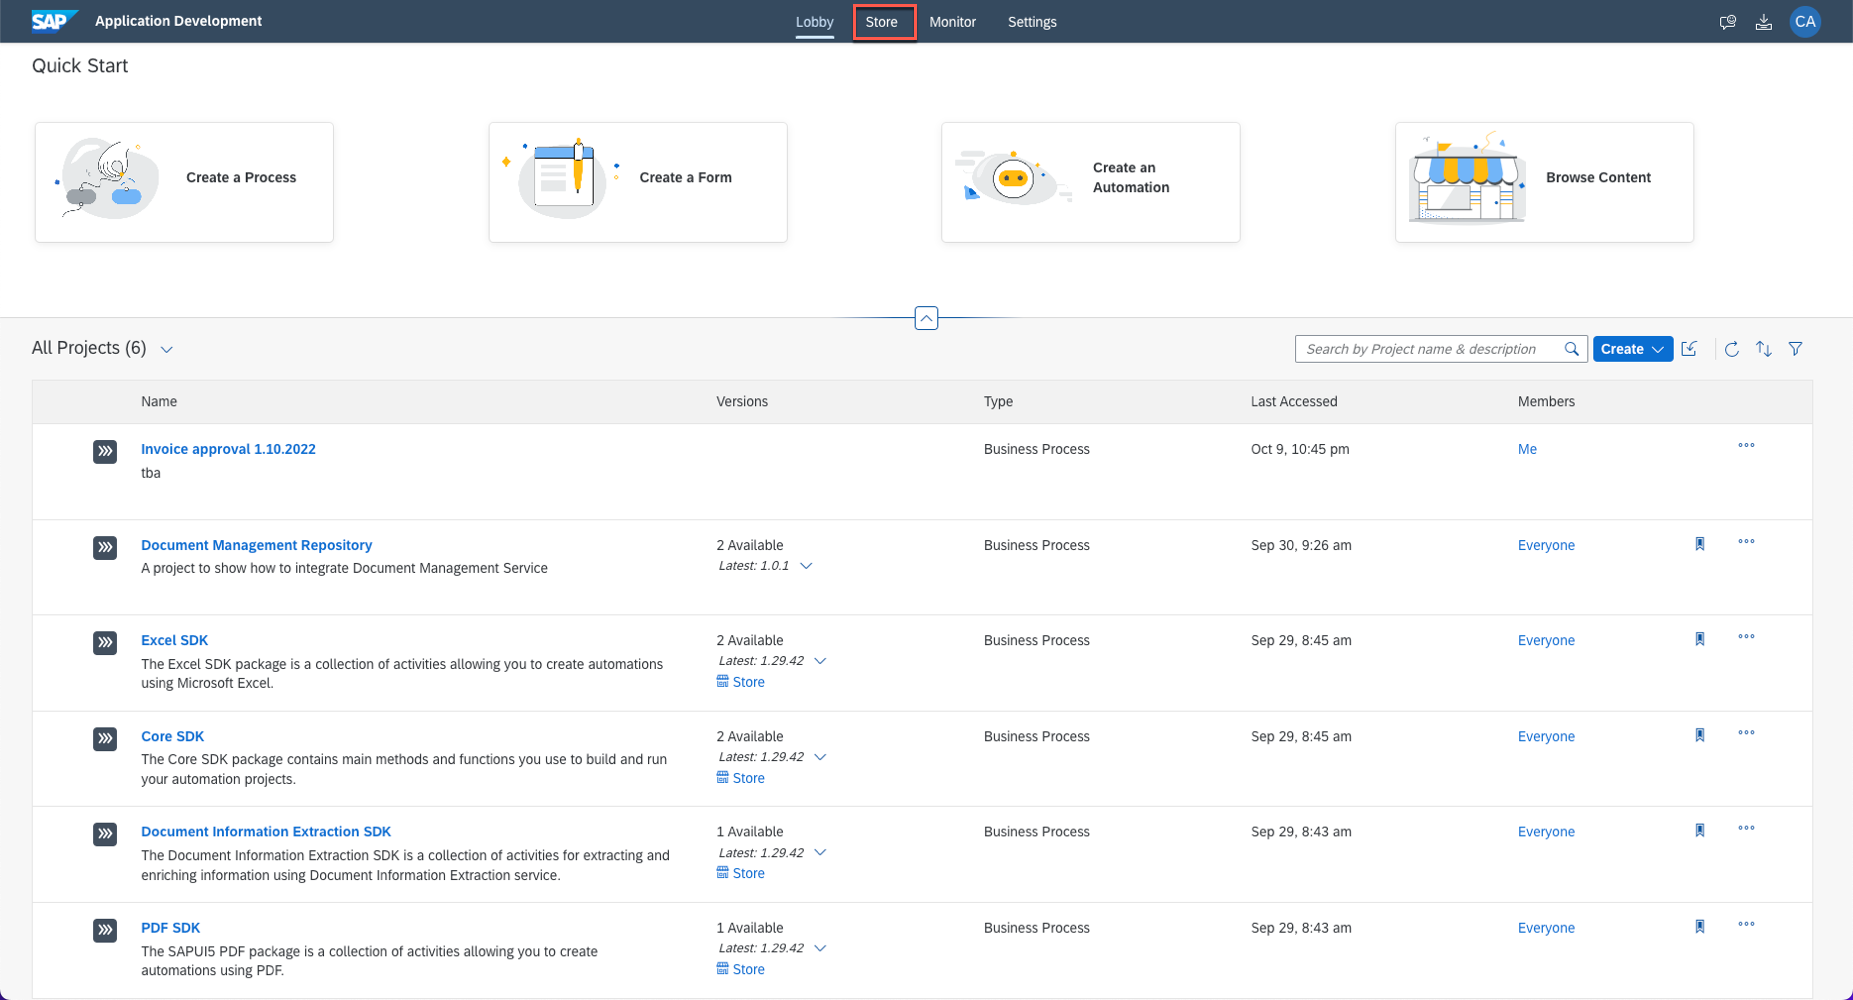 SAP Application Development Lobby Store Monitor Settings CA
Quick Start
Create a Process
Create a Form
Create an
Automation
Browse Content
All Projects (6)
Search by Project name & description
Create
Name Versions Type Last Accessed Members
Invoice approval 1.10.2022 Business Process Oct 9, 10:45 pm Me
tba
Document Management Repository 2 Available Business Process Sep 30, 9:26 am Everyone
A project to show how to integrate Document Management Service Latest: 1.0.1
Excel SDK 2 Available Business Process Sep 29, 8:45 am Everyone
The Excel SDK package is a collection of activities allowing you to create automations Latest: 1.29.42
using Microsoft Excel. Store
Core SDK 2 Available Business Process Sep 29, 8:45 am Everyone
The Core SDK package contains main methods and functions you use to build and run Latest: 1.29.42
your automation projects. Store
Document Information Extraction SDK 1 Available Business Process Sep 29, 8:43 am Everyone
The Document Information Extraction SDK is a collection of activities for extracting and Latest: 1.29.42
enriching information using Document Information Extraction service. Store
PDF SDK 1 Available Business Process Sep 29, 8:43 am Everyone
The SAPUI5 PDF package is a collection of activities allowing you to create Latest: 1.29.42
automations using PDF. Store